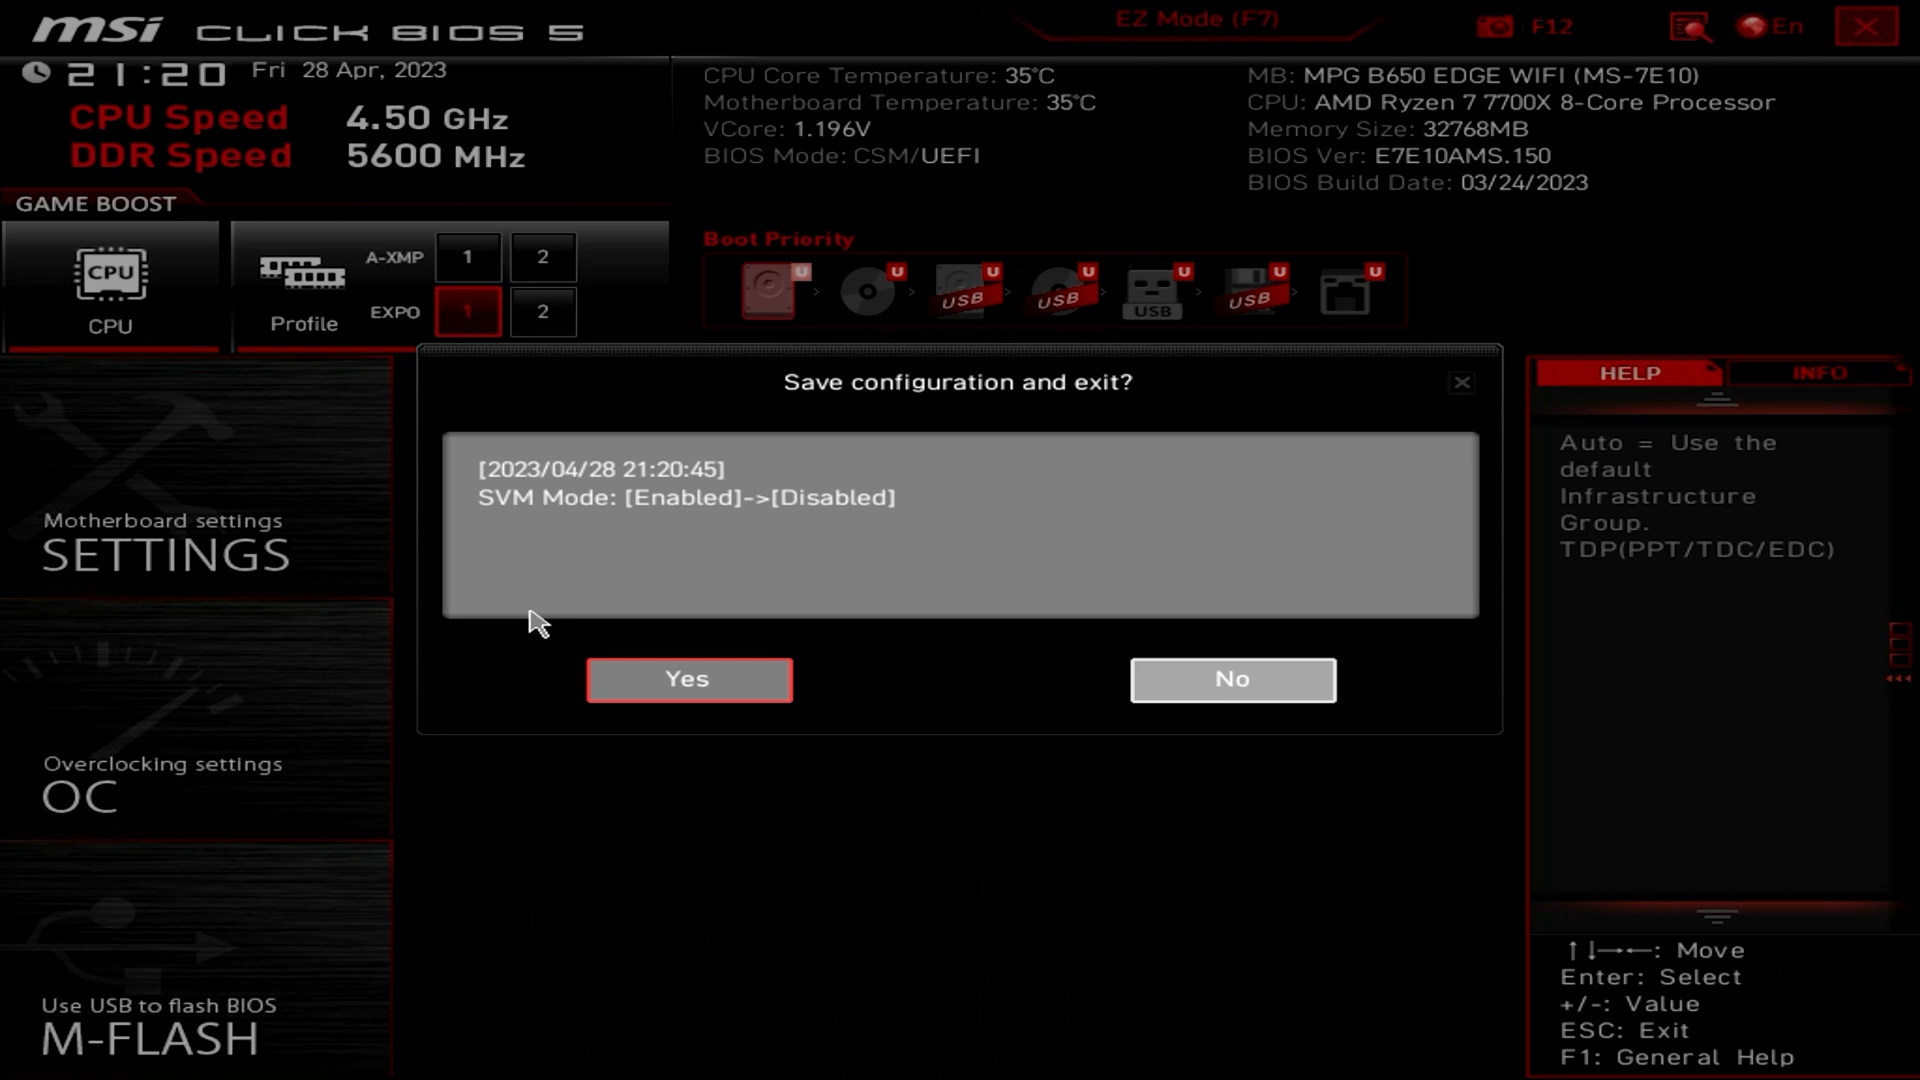 msi CLICK BIOS 5
EZ Mode (F7)
F12
En
21:20 Fri 28 Apr, 2023
CPU Speed 4.50 GHz
DDR Speed 5600 MHz
CPU Core Temperature: 35°C
Motherboard Temperature: 35°C
VCore: 1.196V
BIOS Mode: CSM/UEFI
MB: MPG B650 EDGE WIFI (MS-7E10)
CPU: AMD Ryzen 7 7700X 8-Core Processor
Memory Size: 32768MB
BIOS Ver: E7E10AMS.150
BIOS Build Date: 03/24/2023
GAME BOOST
CPU
CPU
Profile
A-XMP 1 2
EXPO 1 2
Boot Priority
U U U U U U U
USB USB USB USB
Save configuration and exit?
[2023/04/28 21:20:45]
SVM Mode: [Enabled]->[Disabled]
Yes No
Motherboard settings
SETTINGS
Overclocking settings
OC
Use USB to flash BIOS
M-FLASH
HELP INFO
Auto = Use the
default
Infrastructure
Group.
TDP(PPT/TDC/EDC)
↑↓→←: Move
Enter: Select
+/-: Value
ESC: Exit
F1: General Help